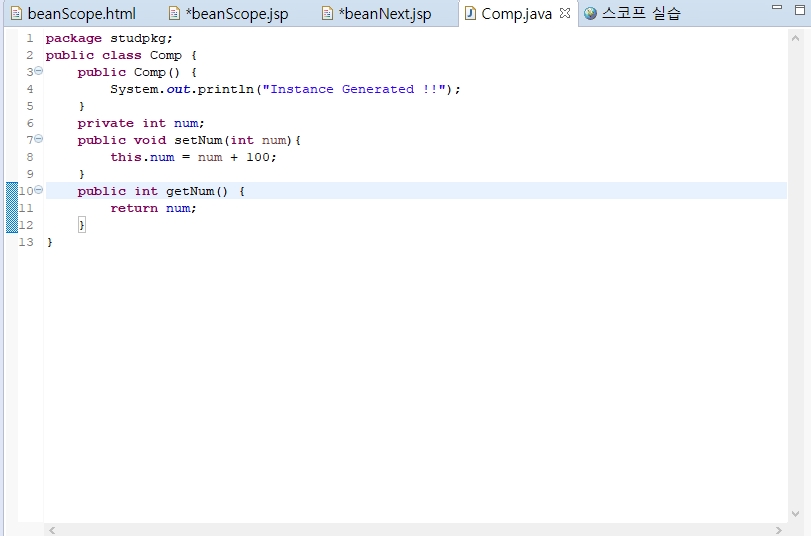 beanScope.html *beanScope.jsp *beanNext.jsp Comp.java 스코프 실습
1 package studpkg;
2 public class Comp {
3 public Comp() {
4 System.out.println("Instance Generated !!");
5 }
6 private int num;
7 public void setNum(int num){
8 this.num = num + 100;
9 }
10 public int getNum() {
11 return num;
12 }
13 }